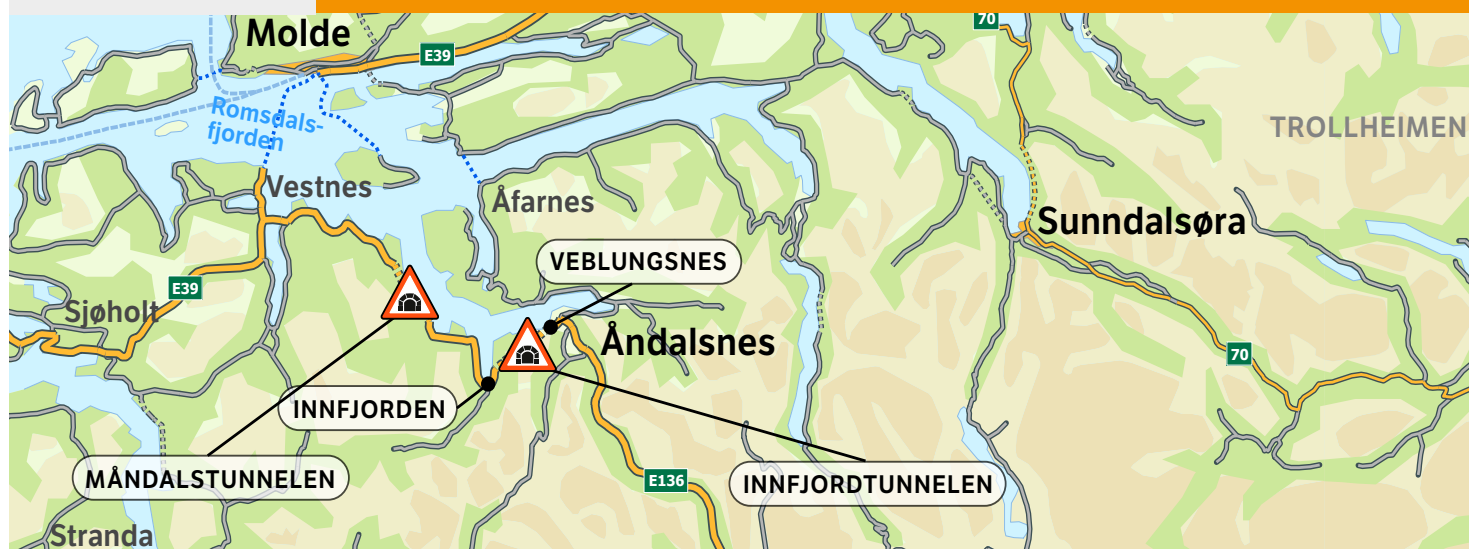 70
Molde
E39
Romsdals-
fjorden
TROLLHEIMEN
Vestnes
Åfarnes
Sunndalsøra
VEBLUNGSNES
E39
Sjøholt
Åndalsnes
70
INNFJORDEN
MÅNDALSTUNNELEN
E136
INNFJORDTUNNELEN
Stranda